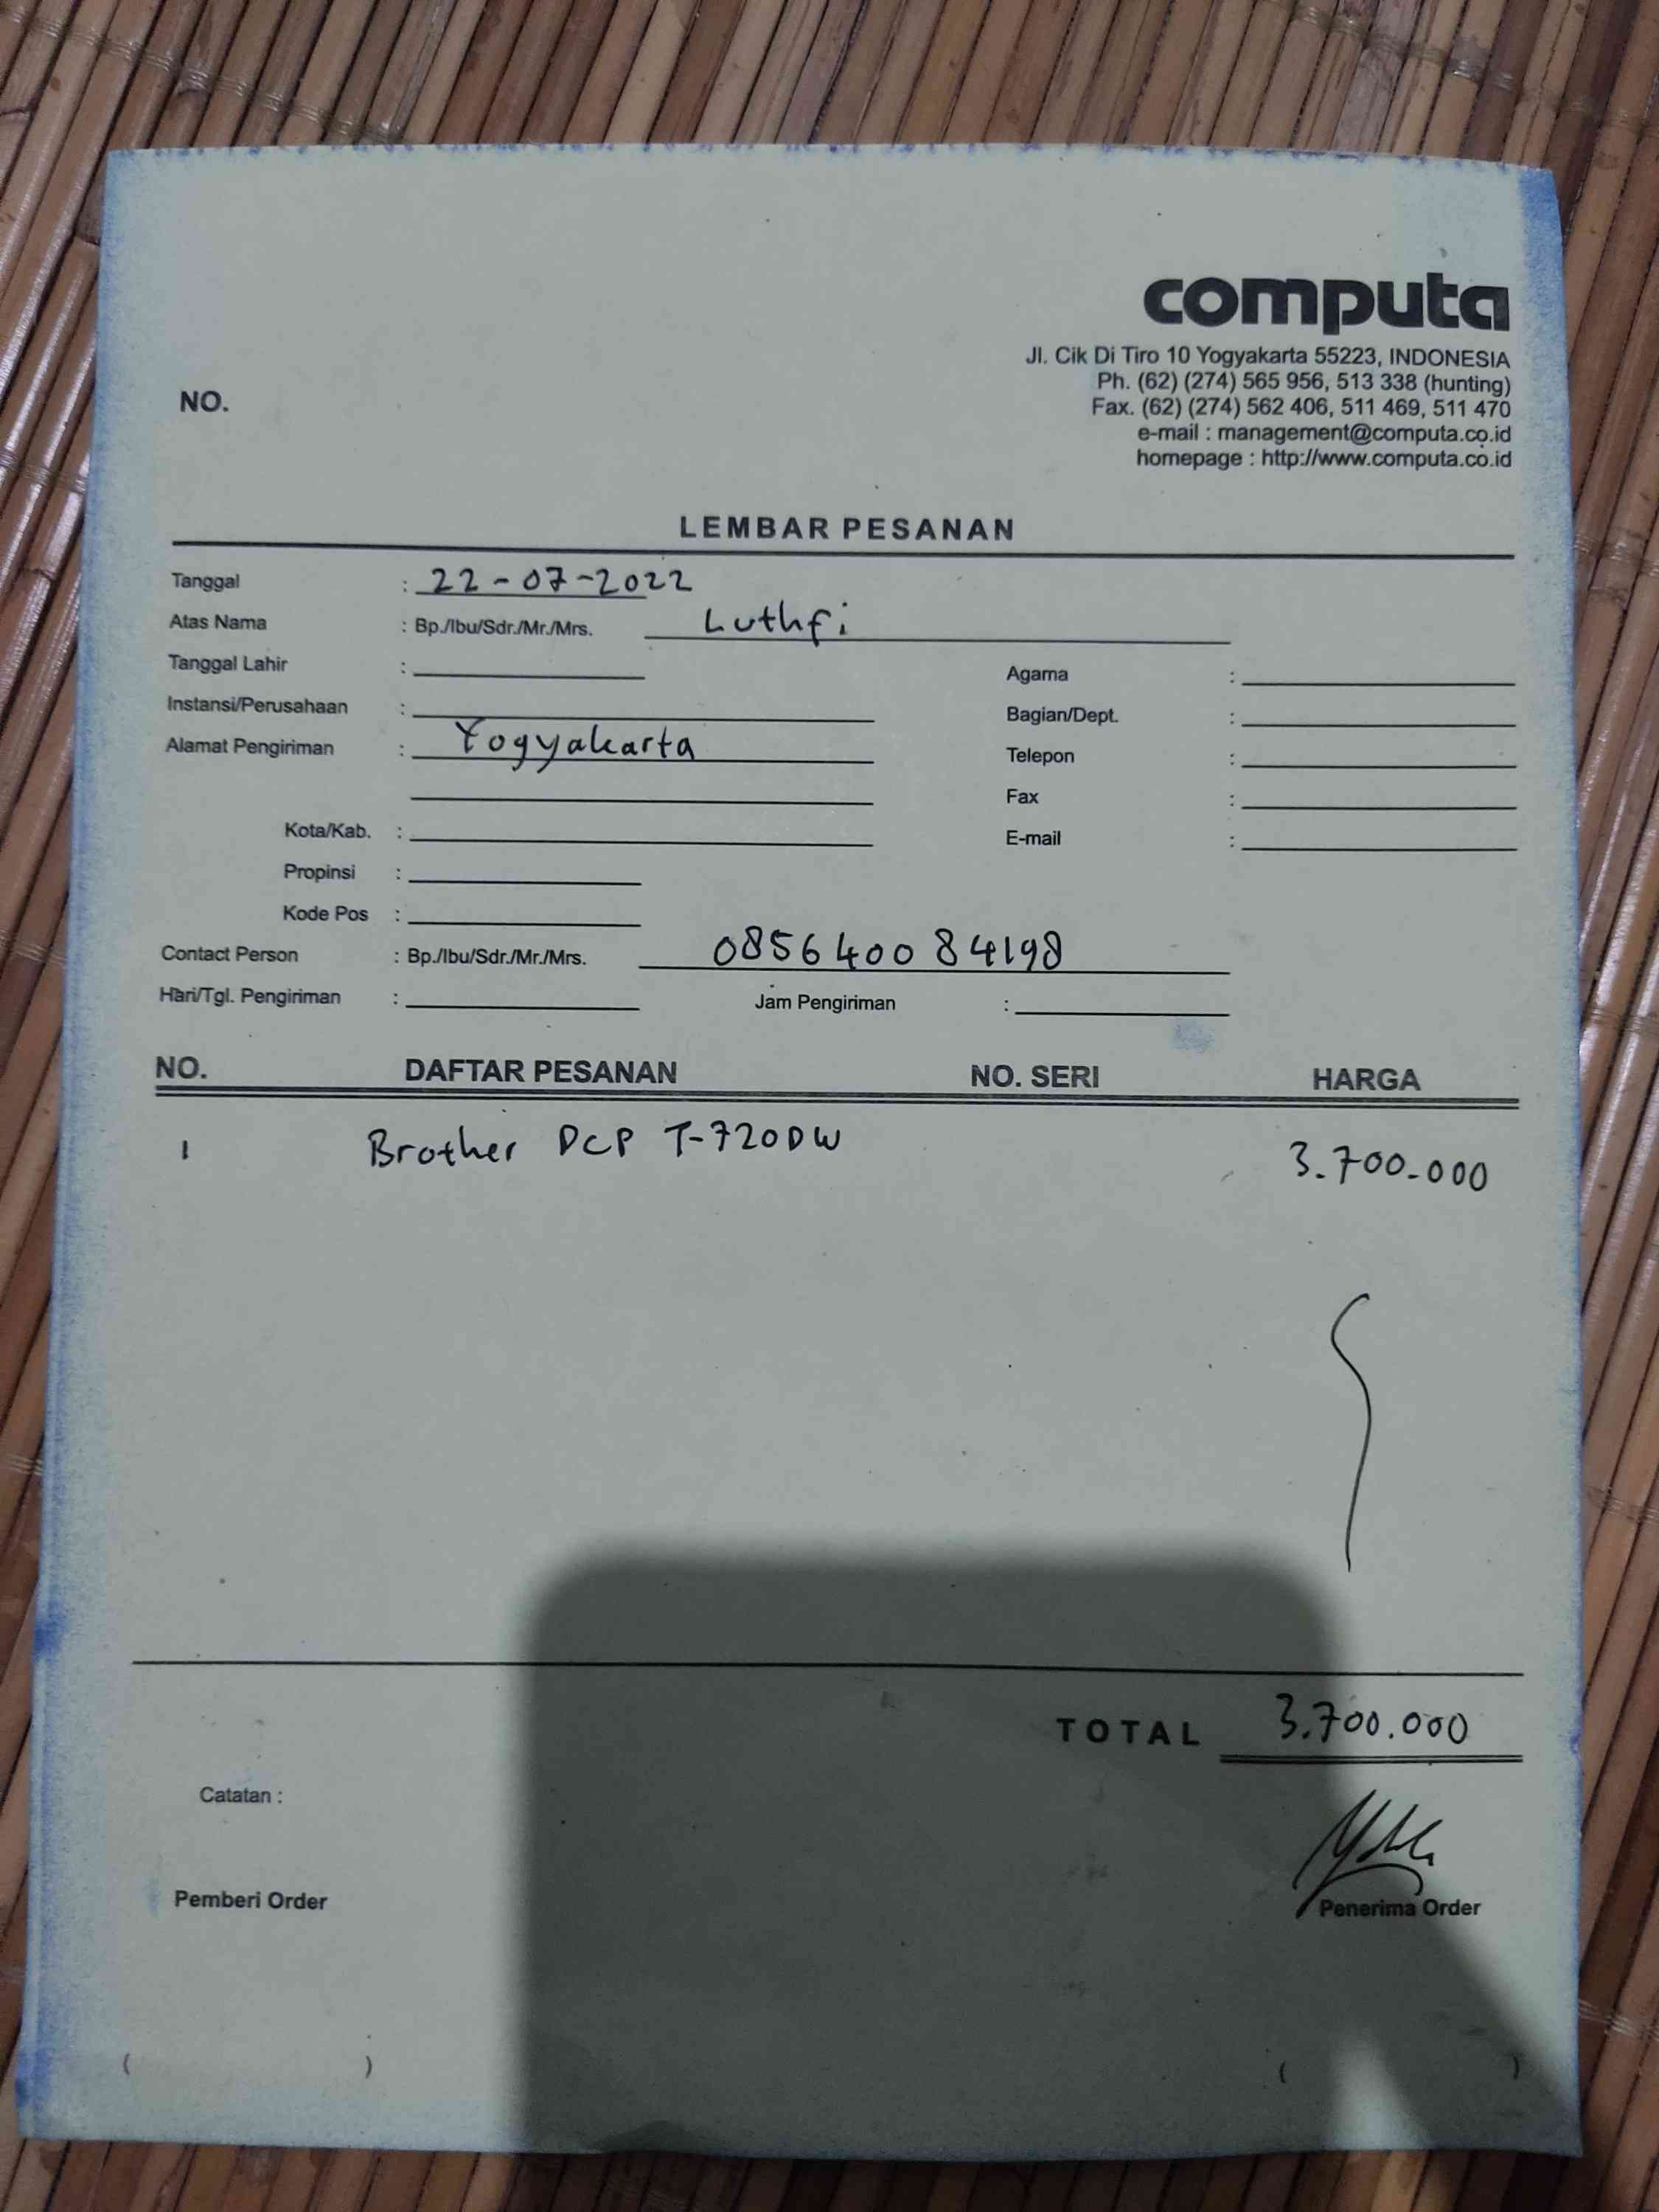 computa
Jl. Cik Di Tiro 10 Yogyakarta 55223, INDONESIA
Ph. (62) (274) 565 956, 513 338 (hunting)
Fax. (62) (274) 562 406, 511 469, 511 470
e-mail : management@computa.co.id
homepage : http://www.computa.co.id
NO.
LEMBAR PESANAN
Tanggal : 22-07-2022
Atas Nama : Bp./Ibu/Sdr./Mr./Mrs. Luthfi
Tanggal Lahir : Agama :
Instansi/Perusahaan : Bagian/Dept. :
Alamat Pengiriman : Yogyakarta Telepon :
Fax :
Kota/Kab. : E-mail :
Propinsi :
Kode Pos :
Contact Person : Bp./Ibu/Sdr./Mr./Mrs.085640084198
Hari/Tgl. Pengiriman : Jam Pengiriman :
NO. DAFTAR PESANAN NO. SERI HARGA
1 Brother DCP T-720DW 3.700.000
TOTAL 3.700.000
Catatan :
Pemberi Order Penerima Order
( ) ( )